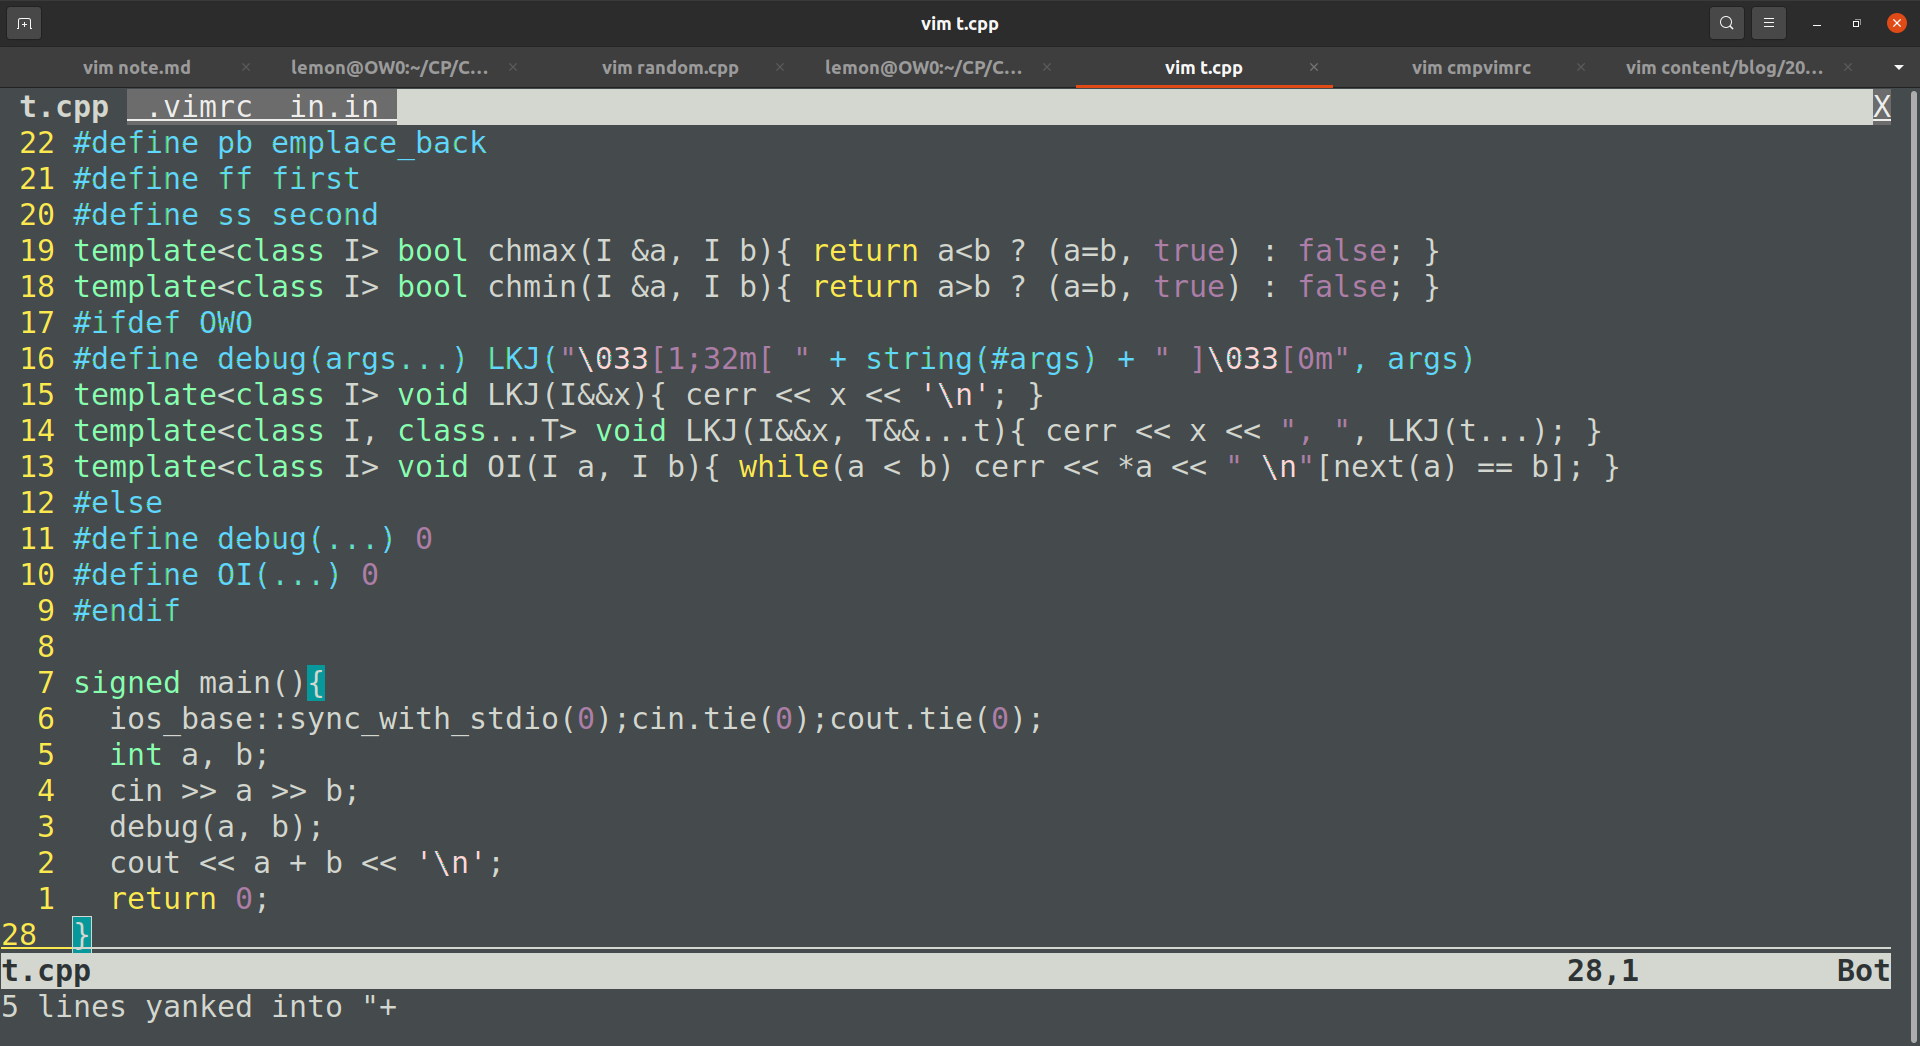 vim t.cpp
vim note.md × lemon@OW0:~/CP/C... × vim random.cpp × lemon@OW0:~/CP/C... × vim t.cpp × vim cmpvimrc × vim content/blog/20... ×
t.cpp .vimrc in.in X
22 #define pb emplace_back
21 #define ff first
20 #define ss second
19 template<class I> bool chmax(I &a, I b){ return a<b ? (a=b, true) : false; }
18 template<class I> bool chmin(I &a, I b){ return a>b ? (a=b, true) : false; }
17 #ifdef OWO
16 #define debug(args...) LKJ("\033[1;32m[ " + string(#args) + " ]\033[0m", args)
15 template<class I> void LKJ(I&&x){ cerr << x << '\n'; }
14 template<class I, class...T> void LKJ(I&&x, T&&...t){ cerr << x << ", ", LKJ(t...); }
13 template<class I> void OI(I a, I b){ while(a < b) cerr << *a << " \n"[next(a) == b]; }
12 #else
11 #define debug(...) 0
10 #define OI(...) 0
9 #endif
8
7 signed main(){
6   ios_base::sync_with_stdio(0);cin.tie(0);cout.tie(0);
5   int a, b;
4   cin >> a >> b;
3   debug(a, b);
2   cout << a + b << '\n';
1   return 0;
28 }
t.cpp 28,1 Bot
5 lines yanked into "+